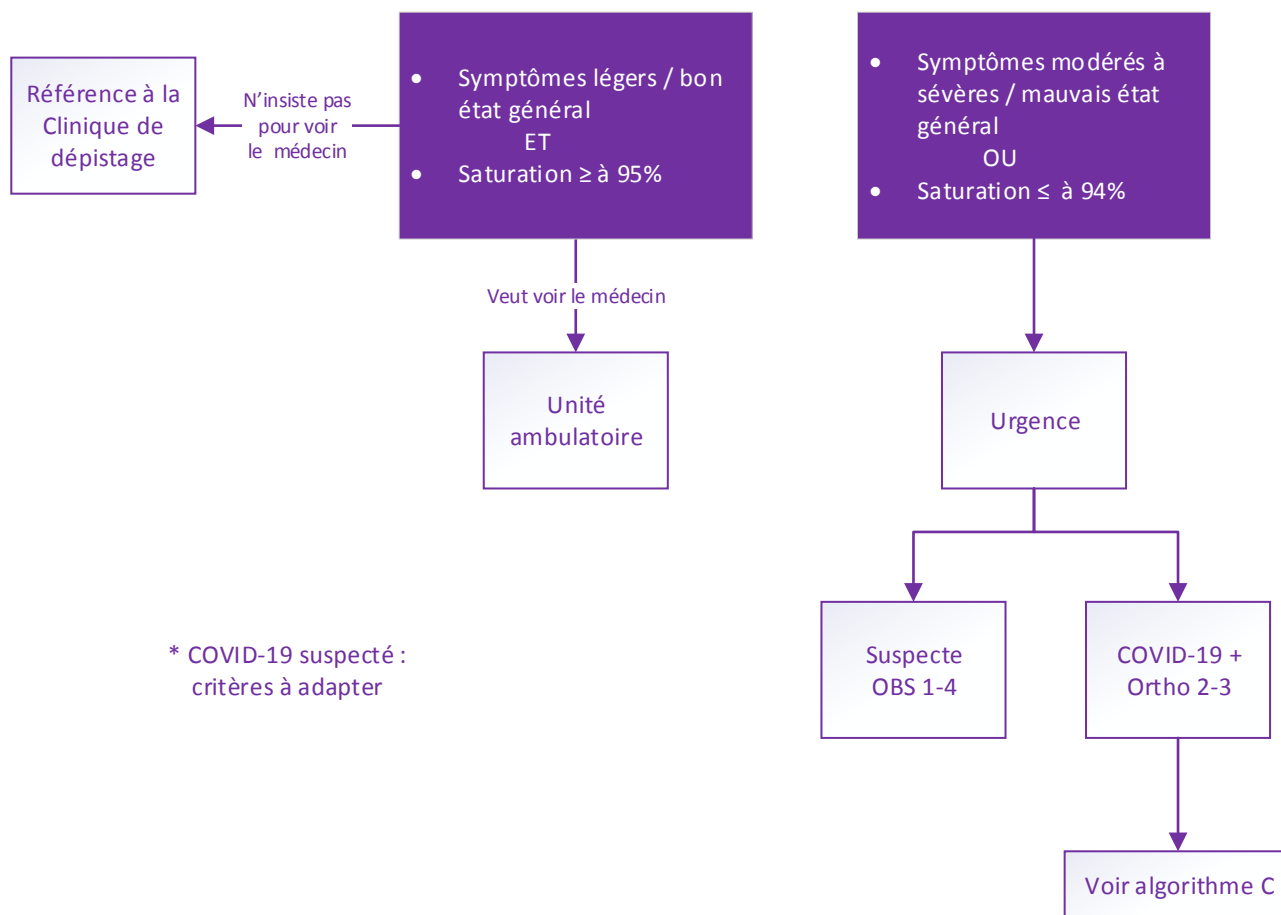 Référence à la
Clinique de
dépistage
N’insiste pas
pour voir
le médecin
• Symptômes légers / bon
état général
ET
• Saturation ≥ à 95%
• Symptômes modérés à
sévères / mauvais état
général
OU
• Saturation ≤ à 94%
Veut voir le médecin
Unité
ambulatoire
Urgence
* COVID-19 suspecté :
critères à adapter
Suspecte
OBS 1-4
COVID-19 +
Ortho 2-3
Voir algorithme C